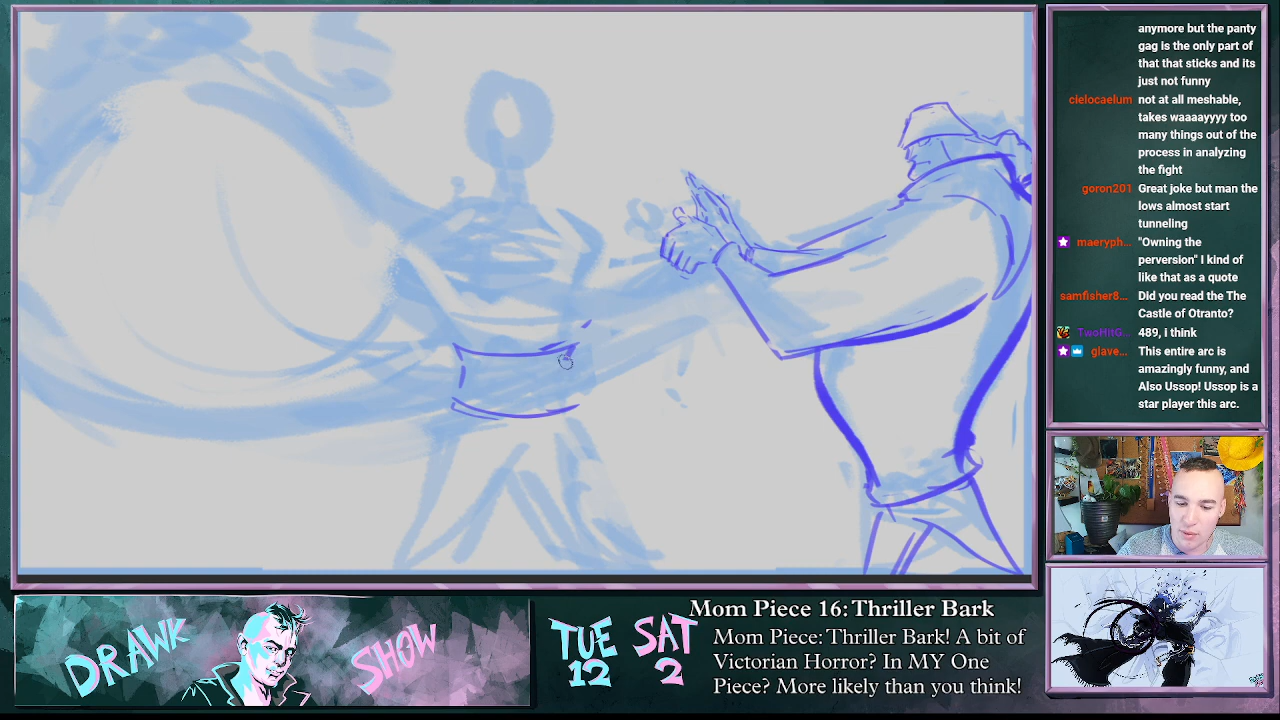 anymore but the panty
gag is the only part of
that that sticks and its
just not funny
cielocaelum not at all meshable,
takes waaaayyyy too
many things out of the
process in analyzing
the fight
goron201 Great joke but man the
lows almost start
tunneling
maeryph... "Owning the
perversion" I kind of
like that as a quote
samfisher8... DId you read the The
Castle of Otranto?
TwoHitG... 489, i think
glave... This entire arc is
amazingly funny, and
Also Ussop! Ussop is a
star player this arc.
DRAWK
SHOW
TUE
12
SAT
2
Mom Piece 16: Thriller Bark
Mom Piece: Thriller Bark! A bit of
Victorian Horror? In MY One
Piece? More likely than you think!